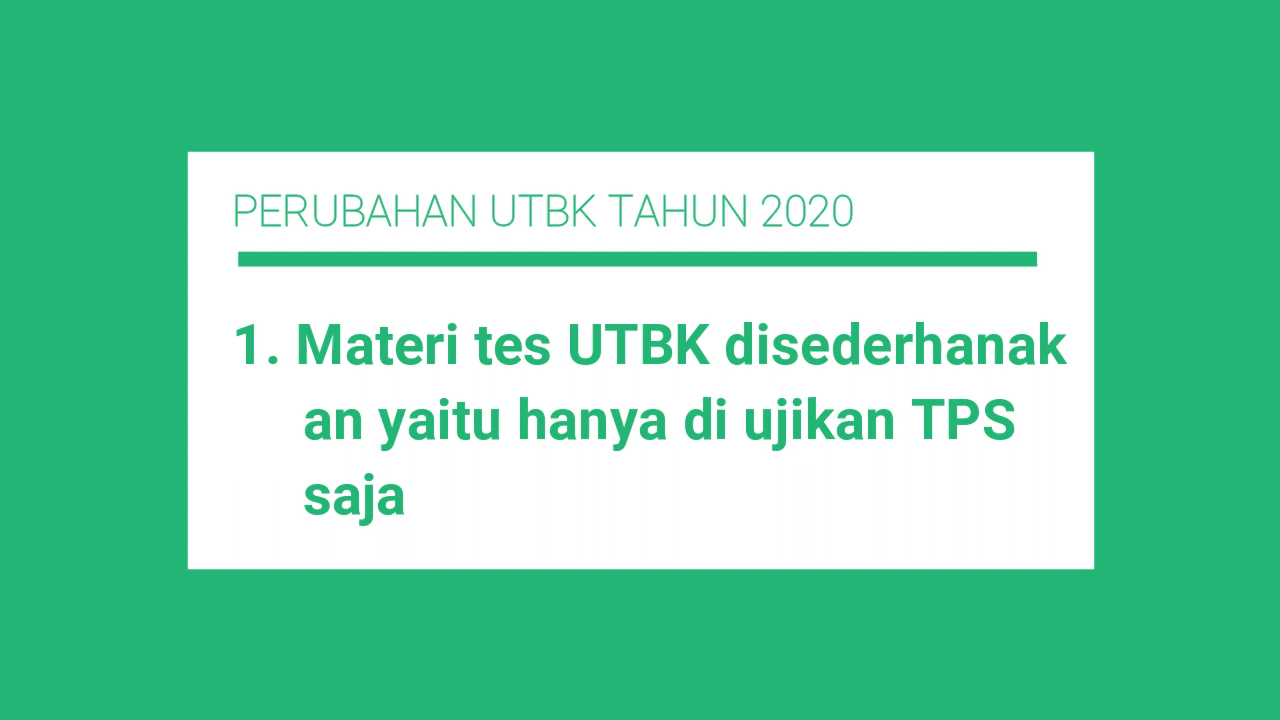 PERUBAHAN UTBK TAHUN 2020
1. Materi tes UTBK disederhanak
an yaitu hanya di ujikan TPS
saja